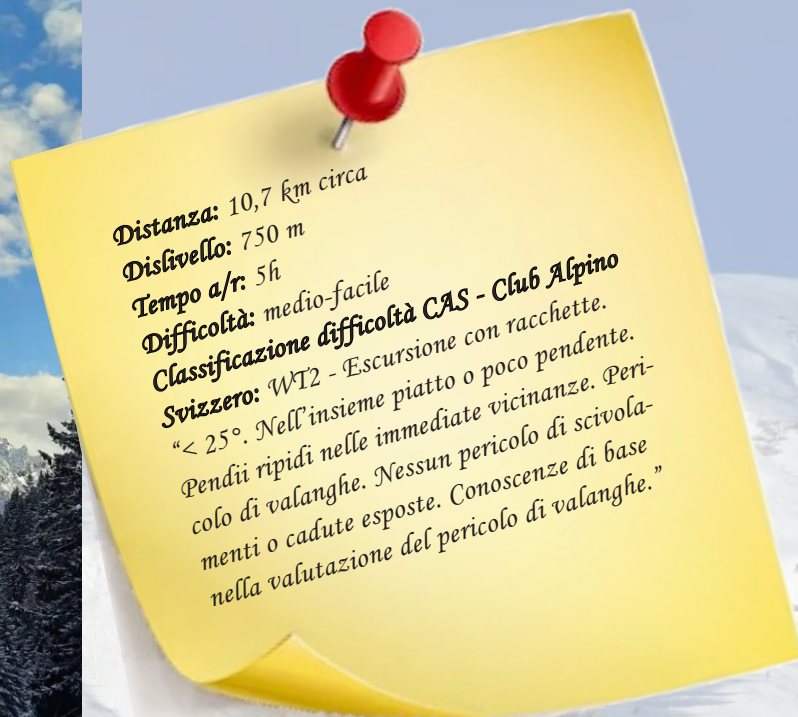 Distanza: 10,7 km circa
Dislivello: 750 m
Tempo a/r: 5h
Difficoltà: medio-facile
Classificazione difficoltà CAS - Club Alpino
Svizzero: WT2 - Escursione con racchette.
“< 25°. Nell’insieme piatto o poco pendente.
Pendii ripidi nelle immediate vicinanze. Peri-
colo di valanghe. Nessun pericolo di scivola-
menti o cadute esposte. Conoscenze di base
nella valutazione del pericolo di valanghe.”